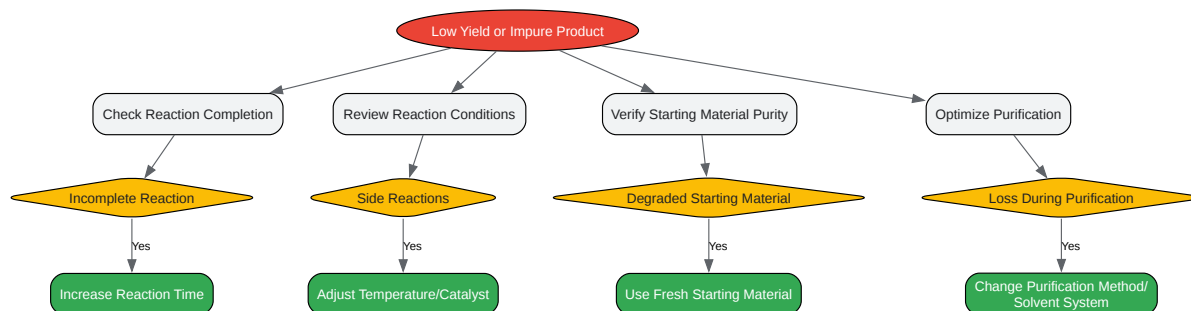 Low Yield or Impure Product
Check Reaction Completion
Review Reaction Conditions
Verify Starting Material Purity
Optimize Purification
Incomplete Reaction
Side Reactions
Degraded Starting Material
Loss During Purification
Yes
Yes
Yes
Yes
Increase Reaction Time
Adjust Temperature/Catalyst
Use Fresh Starting Material
Change Purification Method/
Solvent System